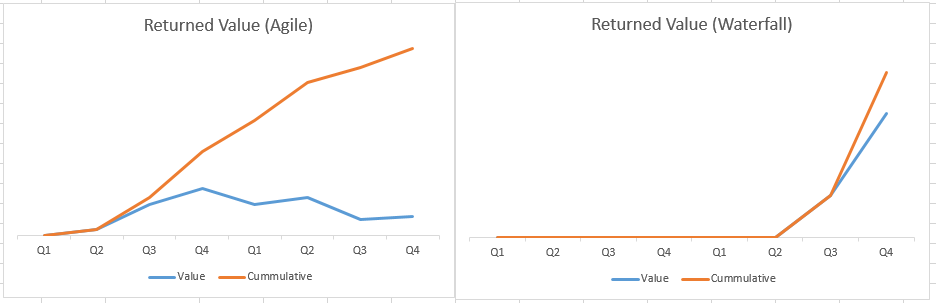 Returned Value (Agile)
Q1 Q2 Q3 Q4 Q1 Q2 Q3 Q4
Value Cummulative
Returned Value (Waterfall)
Q1 Q2 Q3 Q4 Q1 Q2 Q3 Q4
Value Cummulative